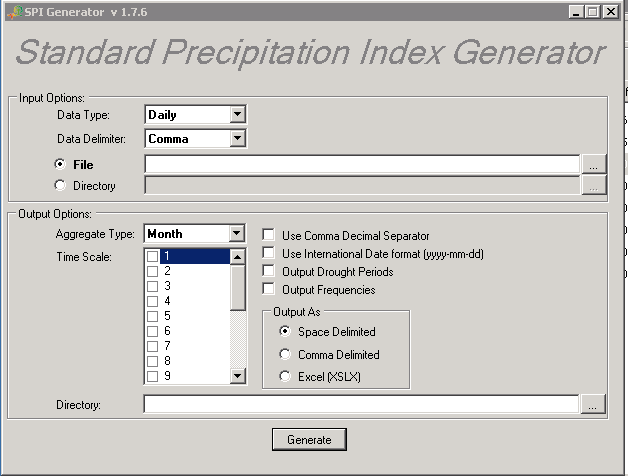 SPI Generator v 1.7.6
Standard Precipitation Index Generator
Input Options:
Data Type: Daily
Data Delimiter: Comma
File ...
Directory ...
Output Options:
Aggregate Type: Month
Use Comma Decimal Separator
Time Scale: 1
Use International Date format (yyyy-mm-dd)
2
Output Drought Periods
3
Output Frequencies
4
Output As
5
Space Delimited
6
7
Comma Delimited
8
Excel (XSLX)
9
Directory: ...
Generate